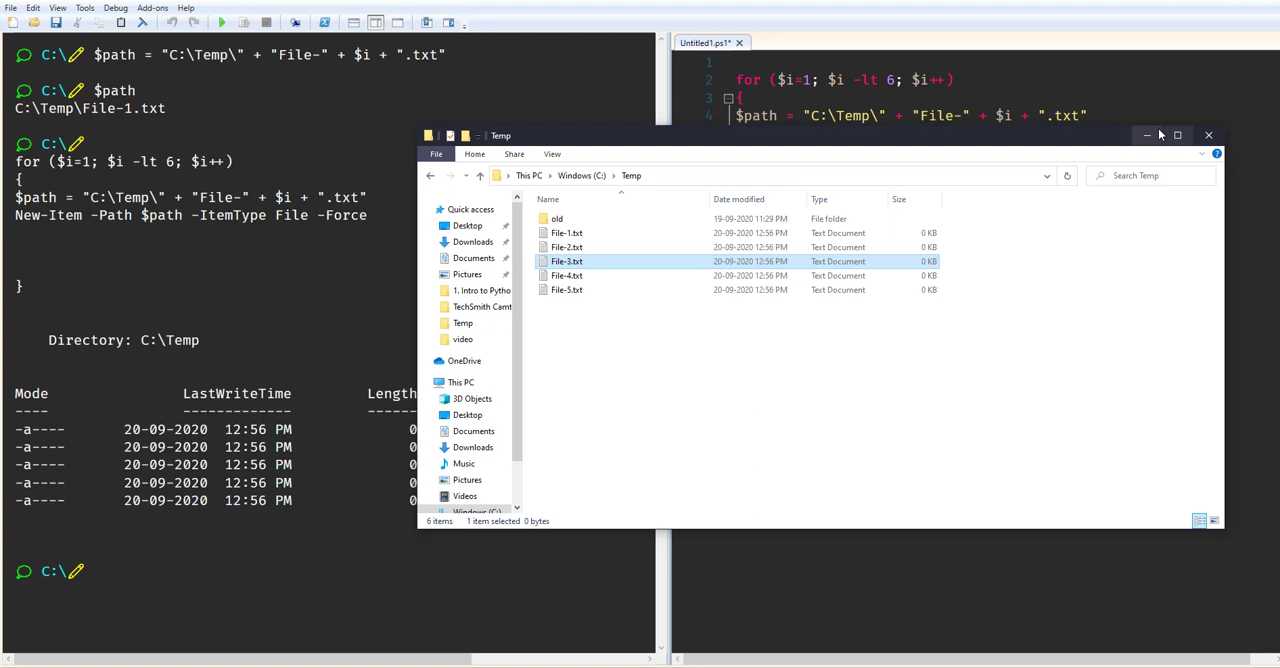 File Edit View Tools Debug Add-ons Help
C:\ $path = "C:\Temp\" + "File-" + $i + ".txt"
C:\ $path
C:\Temp\File-1.txt
C:\
for ($i=1; $i -lt 6; $i++)
{
$path = "C:\Temp\" + "File-" + $i + ".txt"
New-Item -Path $path -ItemType File -Force
}
Directory: C:\Temp
Mode LastWriteTime Length
---- ------------- ------
-a---- 20-09-2020 12:56 PM 0
-a---- 20-09-2020 12:56 PM 0
-a---- 20-09-2020 12:56 PM 0
-a---- 20-09-2020 12:56 PM 0
-a---- 20-09-2020 12:56 PM 0
C:\
Untitled1.ps1*
1
2 for ($i=1; $i -lt 6; $i++)
3 {
4 $path = "C:\Temp\" + "File-" + $i + ".txt"
Temp
File Home Share View
This PC > Windows (C:) > Temp
Search Temp
Quick access
Desktop
Downloads
Documents
Pictures
1. Intro to Pytho
TechSmith Camt
Temp
video
OneDrive
This PC
3D Objects
Desktop
Documents
Downloads
Music
Pictures
Videos
Windows (C:)
Name Date modified Type Size
old 19-09-2020 11:29 PM File folder
File-1.txt 20-09-2020 12:56 PM Text Document 0 KB
File-2.txt 20-09-2020 12:56 PM Text Document 0 KB
File-3.txt 20-09-2020 12:56 PM Text Document 0 KB
File-4.txt 20-09-2020 12:56 PM Text Document 0 KB
File-5.txt 20-09-2020 12:56 PM Text Document 0 KB
6 items 1 item selected 0 bytes